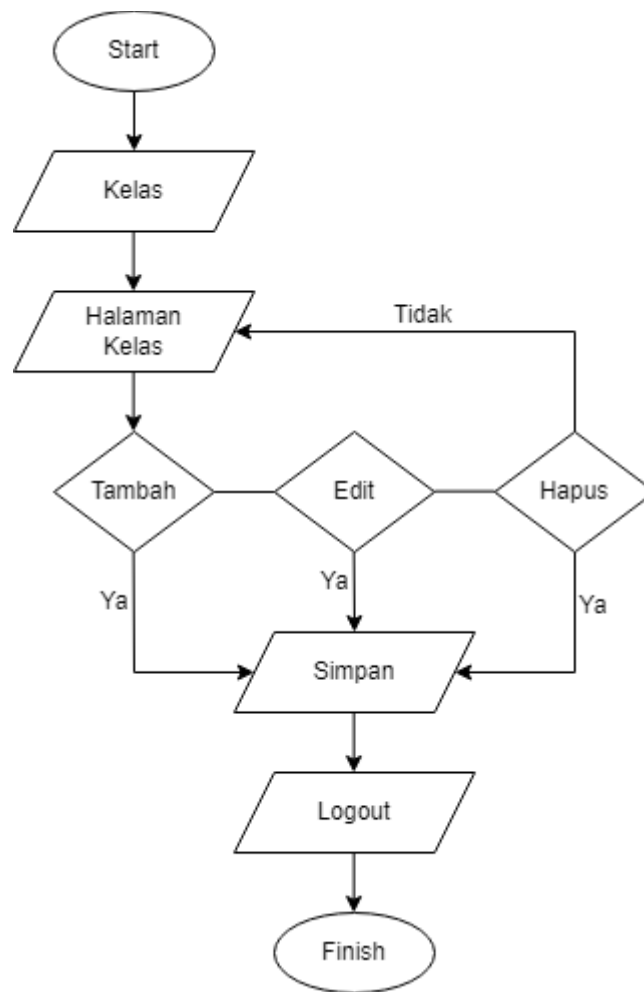 Start
Kelas
Halaman
Kelas
Tidak
Tambah
Edit
Hapus
Ya
Ya
Ya
Simpan
Logout
Finish